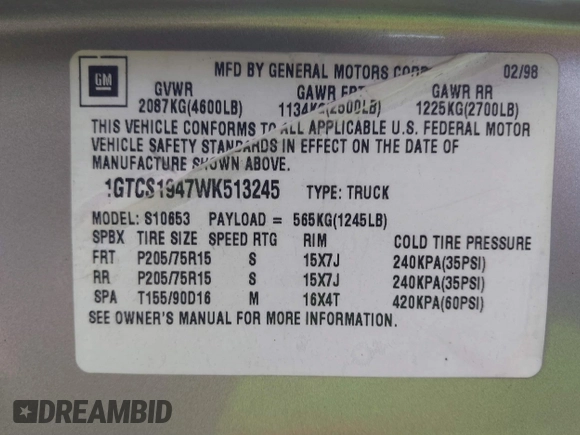 GM
MFD BY GENERAL MOTORS CORP 02/98
GVWR GAWR FRT GAWR RR
2087KG(4600LB) 1134KG(2500LB) 1225KG(2700LB)
THIS VEHICLE CONFORMS TO ALL APPLICABLE U.S. FEDERAL MOTOR
VEHICLE SAFETY STANDARDS IN EFFECT ON THE DATE OF
MANUFACTURE SHOWN ABOVE.
1GTCS1947WK513245 TYPE: TRUCK
MODEL: S10653 PAYLOAD = 565KG(1245LB)
SPBX TIRE SIZE SPEED RTG RIM COLD TIRE PRESSURE
FRT P205/75R15 S 15X7J 240KPA(35PSI)
RR P205/75R15 S 15X7J 240KPA(35PSI)
SPA T155/90D16 M 16X4T 420KPA(60PSI)
SEE OWNER'S MANUAL FOR MORE INFORMATION.
DREAMBID